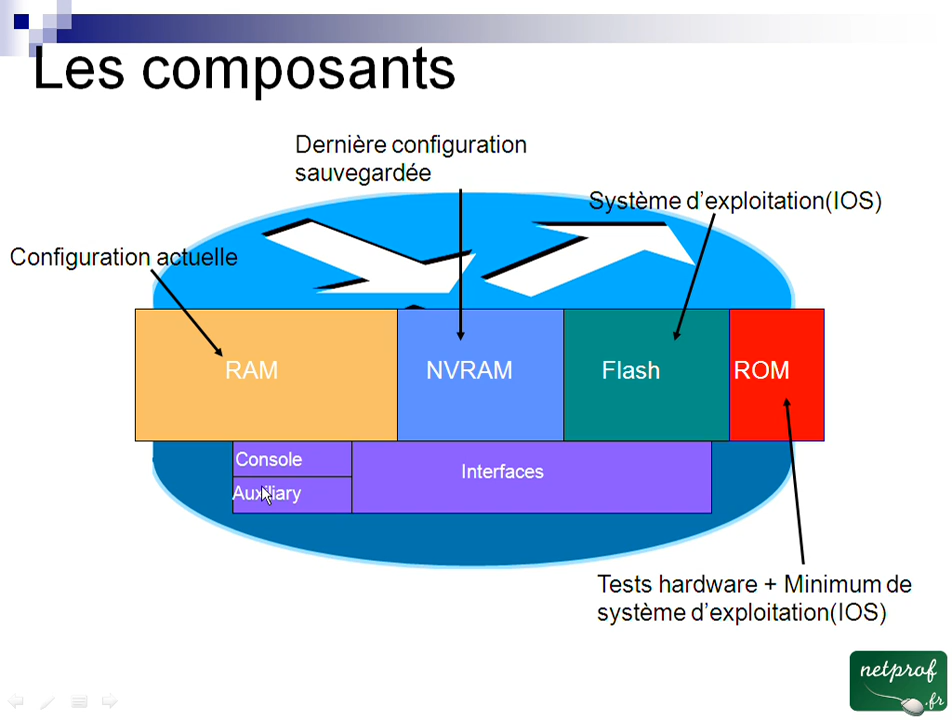 Les composants
Dernière configuration
sauvegardée
Système d'exploitation(IOS)
Configuration actuelle
RAM
NVRAM
Flash
ROM
Console
Interfaces
Auxiliary
Tests hardware + Minimum de
système d'exploitation(IOS)
netprof
.fr